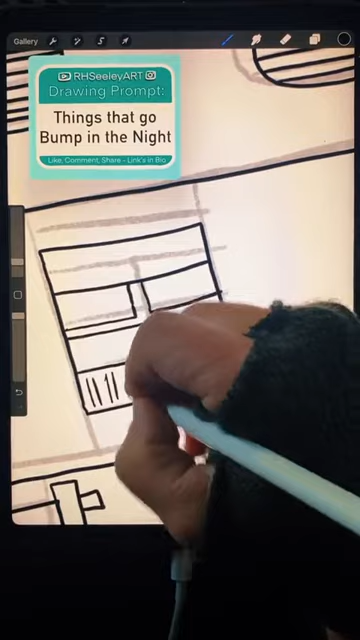 Gallery
RHSeeleyART
Drawing Prompt:
Things that go
Bump in the Night
Like, Comment, Share - Link's in Bio